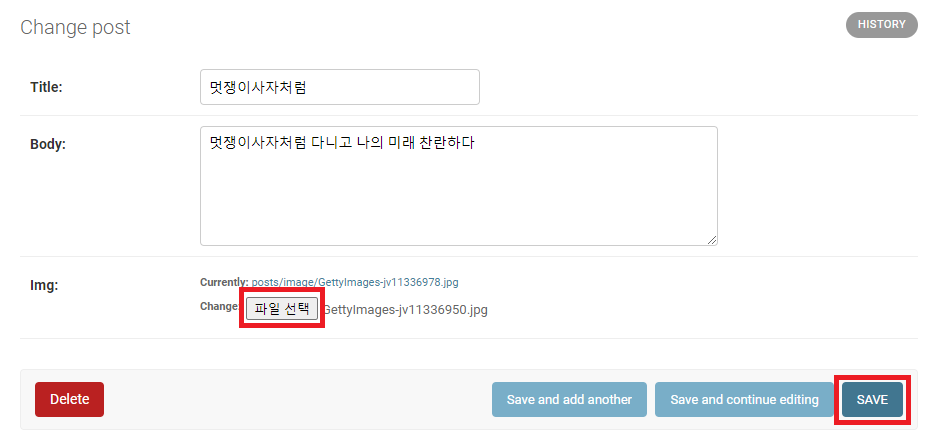 Change post
HISTORY
Title:
멋쟁이사자처럼
Body:
멋쟁이사자처럼 다니고 나의 미래 찬란하다
Img:
Currently: posts/image/GettyImages-jv11336978.jpg
Change: 파일 선택 GettyImages-jv11336950.jpg
Delete
Save and add another
Save and continue editing
SAVE